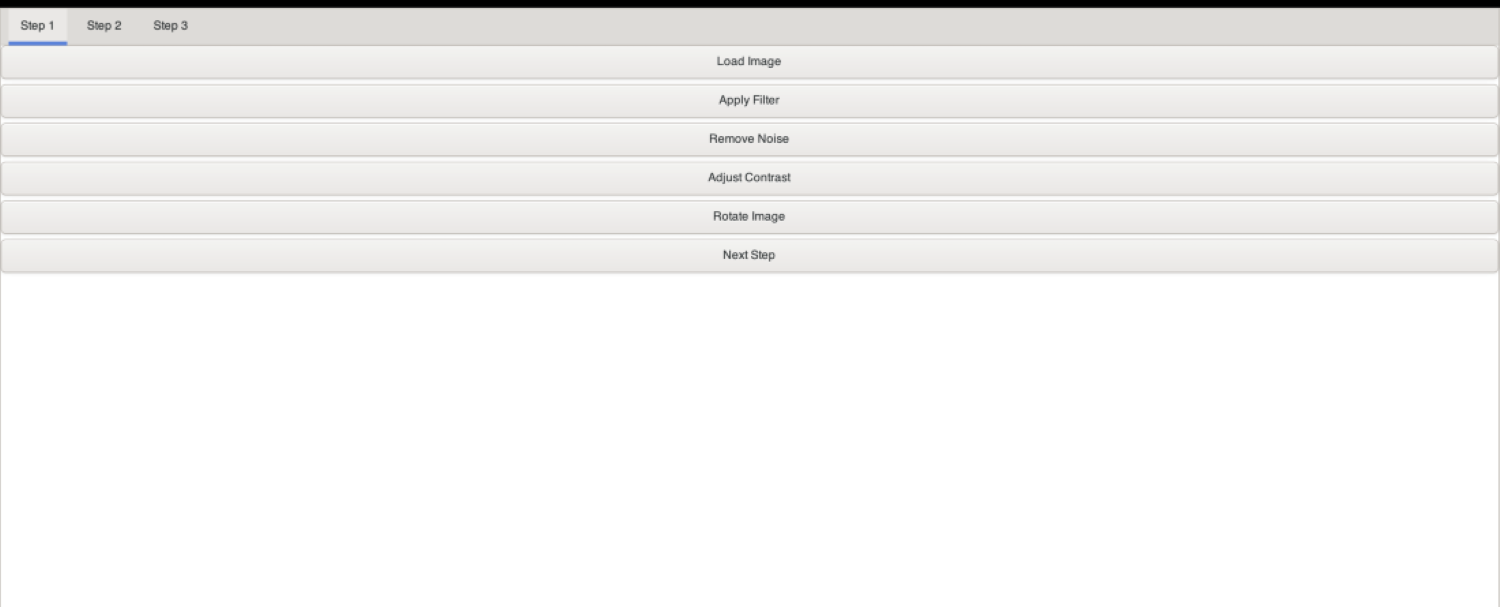 Step 1 Step 2 Step 3
Load Image
Apply Filter
Remove Noise
Adjust Contrast
Rotate Image
Next Step